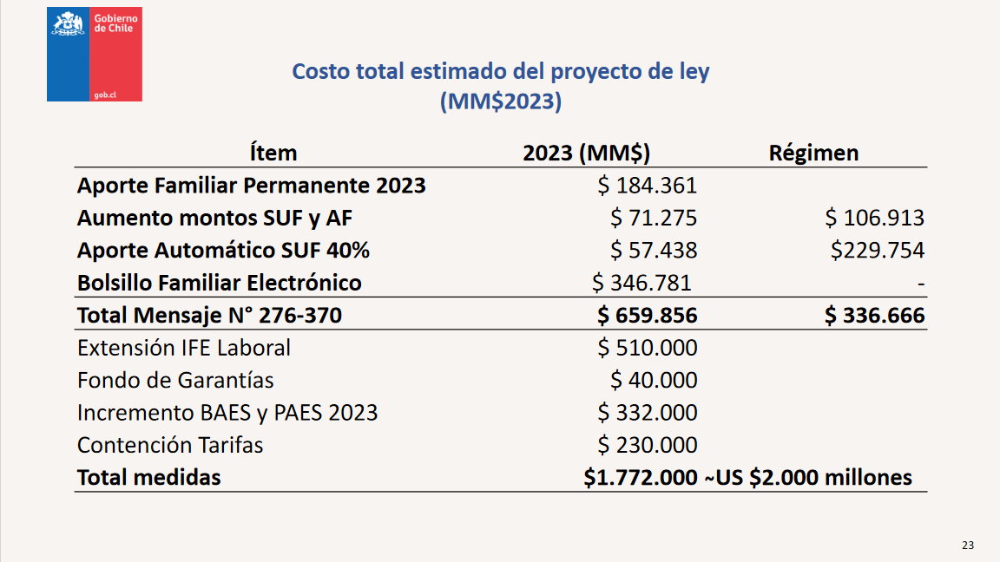 Gobierno
de Chile
gob.cl
Costo total estimado del proyecto de ley
(MM$2023)
Ítem 2023 (MM$) Régimen
Aporte Familiar Permanente 2023 $ 184.361
Aumento montos SUF y AF $ 71.275 $ 106.913
Aporte Automático SUF 40% $ 57.438 $229.754
Bolsillo Familiar Electrónico $ 346.781 -
Total Mensaje N° 276-370 $ 659.856 $ 336.666
Extensión IFE Laboral $ 510.000
Fondo de Garantías $ 40.000
Incremento BAES y PAES 2023 $ 332.000
Contención Tarifas $ 230.000
Total medidas $1.772.000 ~US $2.000 millones
23